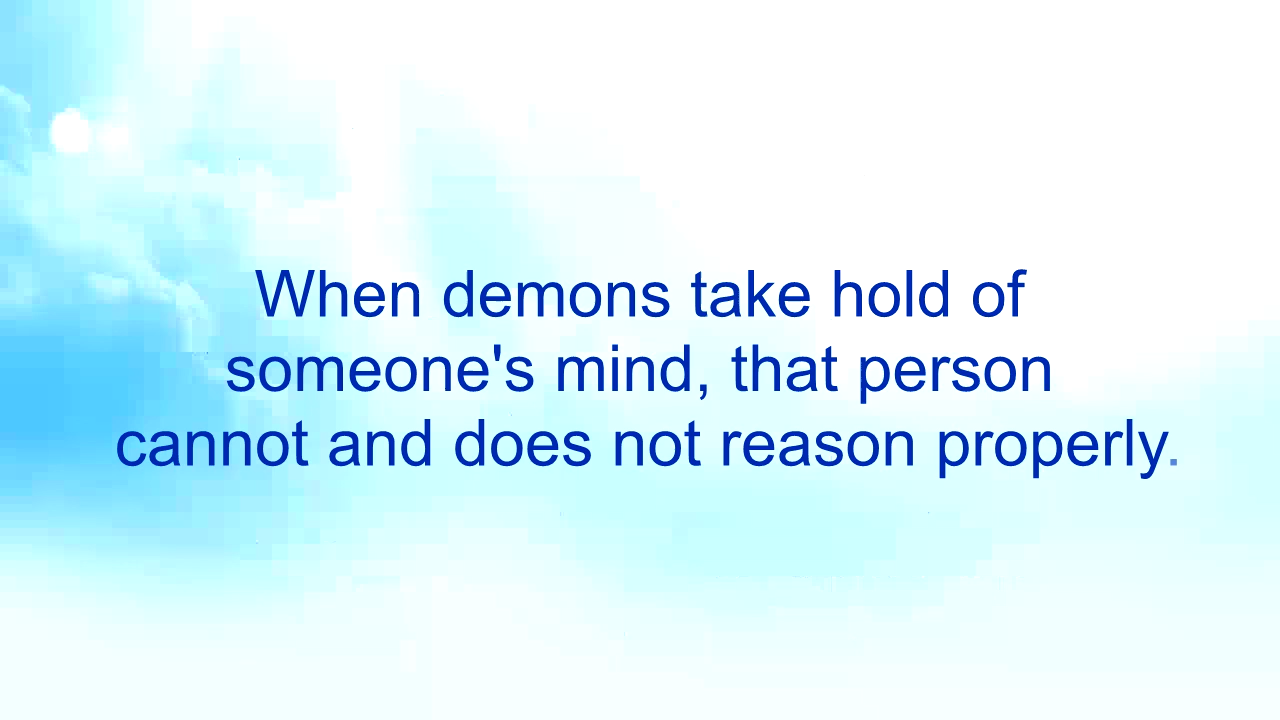 When demons take hold of
someone's mind, that person
cannot and does not reason properly.